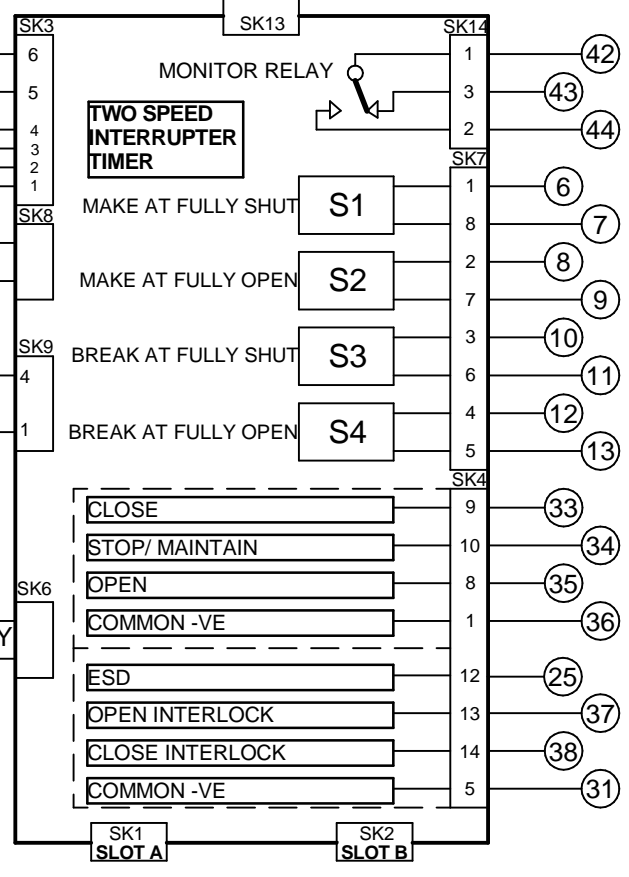 SK13
SK3
SK14
6
MONITOR RELAY
1
42
5
3
43
TWO SPEED
INTERRUPTER
TIMER
4
2
44
3
2
1
SK7
MAKE AT FULLY SHUT
S1
1
6
SK8
8
7
MAKE AT FULLY OPEN
S2
2
8
7
9
SK9
BREAK AT FULLY SHUT
S3
3
10
4
6
11
BREAK AT FULLY OPEN
S4
4
12
1
5
13
SK4
CLOSE
9
33
STOP/ MAINTAIN
10
34
SK6
OPEN
8
35
COMMON -VE
1
36
Y
ESD
12
25
OPEN INTERLOCK
13
37
CLOSE INTERLOCK
14
38
COMMON -VE
5
31
SK1
SLOT A
SK2
SLOT B